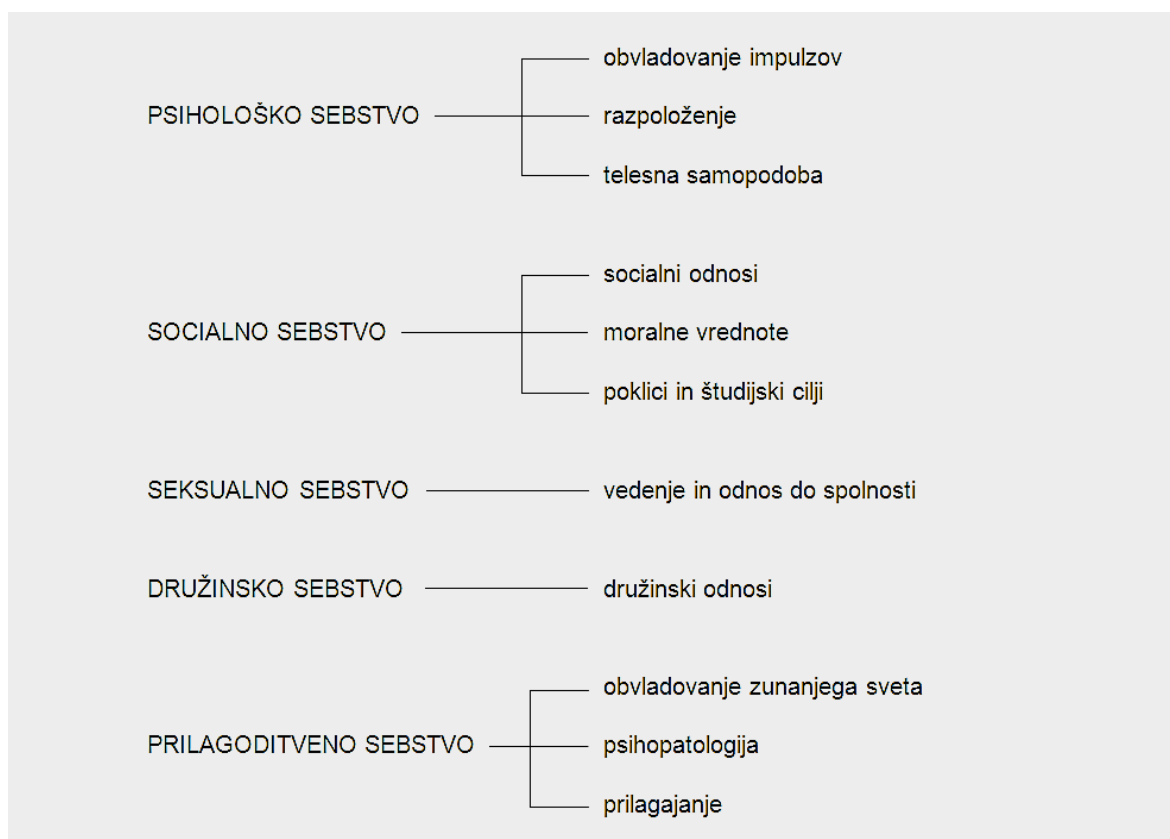 obvladovanje impulzov
PSIHOLOŠKO SEBSTVO
razpoloženje
telesna samopodoba
socialni odnosi
SOCIALNO SEBSTVO
moralne vrednote
poklici in študijski cilji
SEKSUALNO SEBSTVO
vedenje in odnos do spolnosti
DRUŽINSKO SEBSTVO
družinski odnosi
obvladovanje zunanjega sveta
PRILAGODITVENO SEBSTVO
psihopatologija
prilagajanje